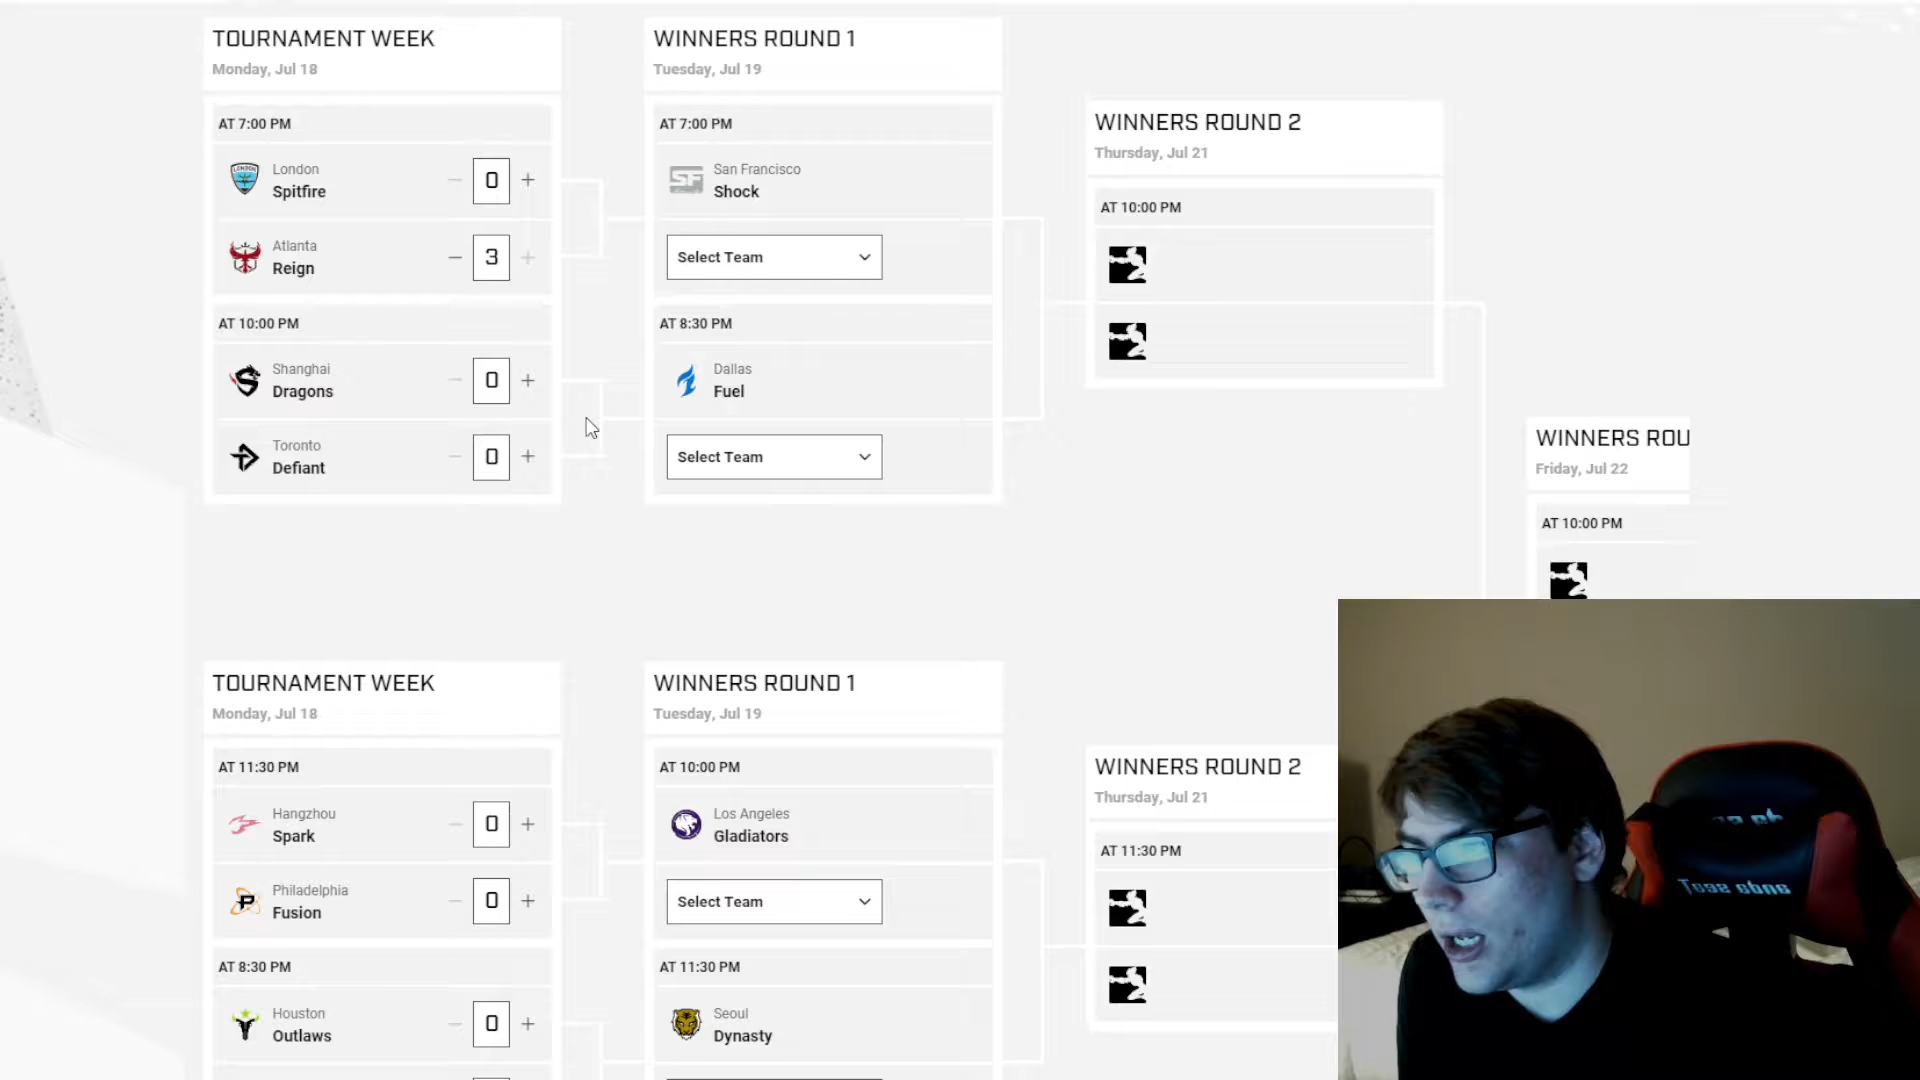 TOURNAMENT WEEK
Monday, Jul 18
AT 7:00 PM
London
Spitfire
0
Atlanta
Reign
3
AT 10:00 PM
Shanghai
Dragons
0
Toronto
Defiant
0
WINNERS ROUND 1
Tuesday, Jul 19
AT 7:00 PM
SF
San Francisco
Shock
Select Team
AT 8:30 PM
Dallas
Fuel
Select Team
WINNERS ROUND 2
Thursday, Jul 21
AT 10:00 PM
WINNERS ROU
Friday, Jul 22
AT 10:00 PM
TOURNAMENT WEEK
Monday, Jul 18
AT 11:30 PM
Hangzhou
Spark
0
Philadelphia
Fusion
0
AT 8:30 PM
Houston
Outlaws
0
WINNERS ROUND 1
Tuesday, Jul 19
AT 10:00 PM
Los Angeles
Gladiators
Select Team
AT 11:30 PM
Seoul
Dynasty
WINNERS ROUND 2
Thursday, Jul 21
AT 11:30 PM